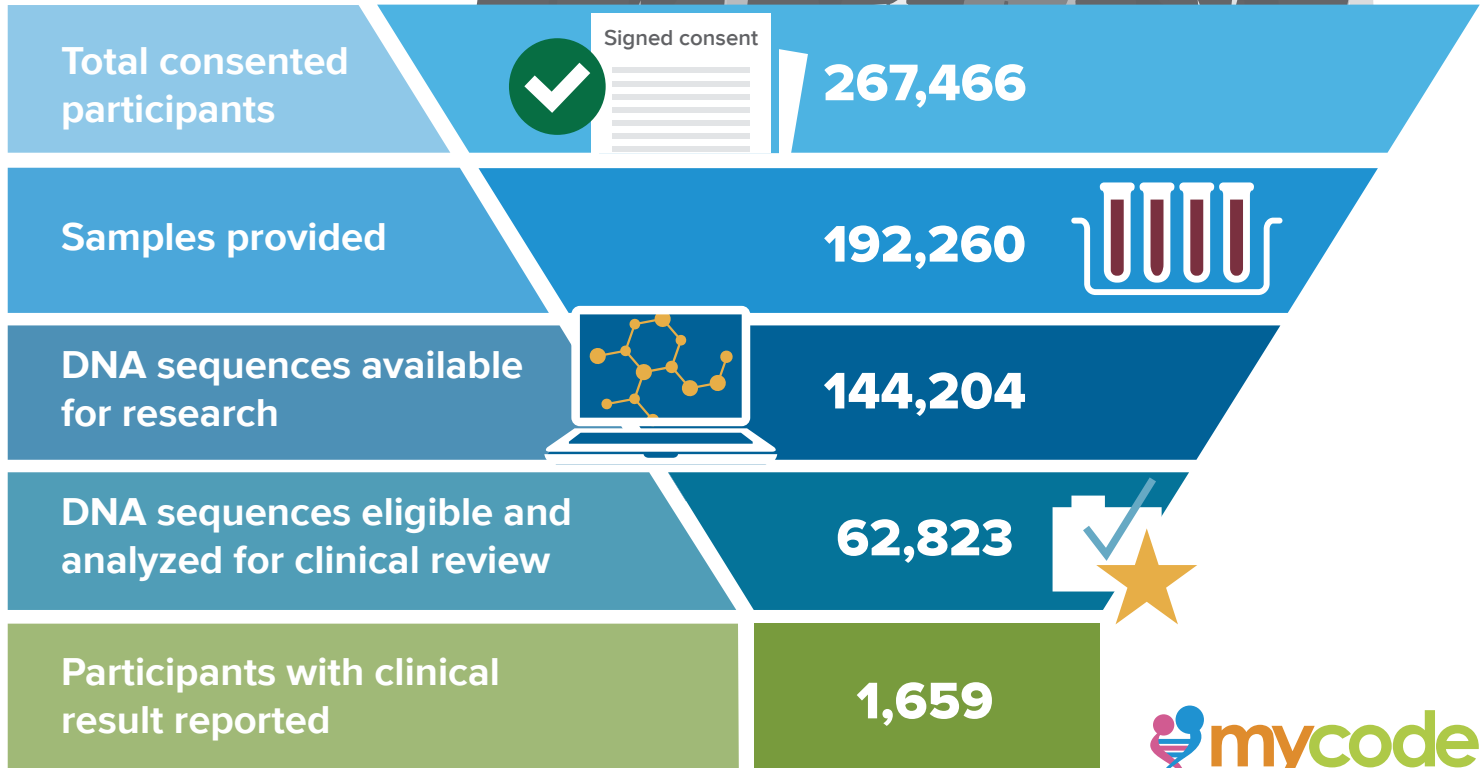 Total consented
participants
Signed consent
267,466
Samples provided
192,260
DNA sequences available
for research
144,204
DNA sequences eligible and
analyzed for clinical review
62,823
Participants with clinical
result reported
1,659
mycode